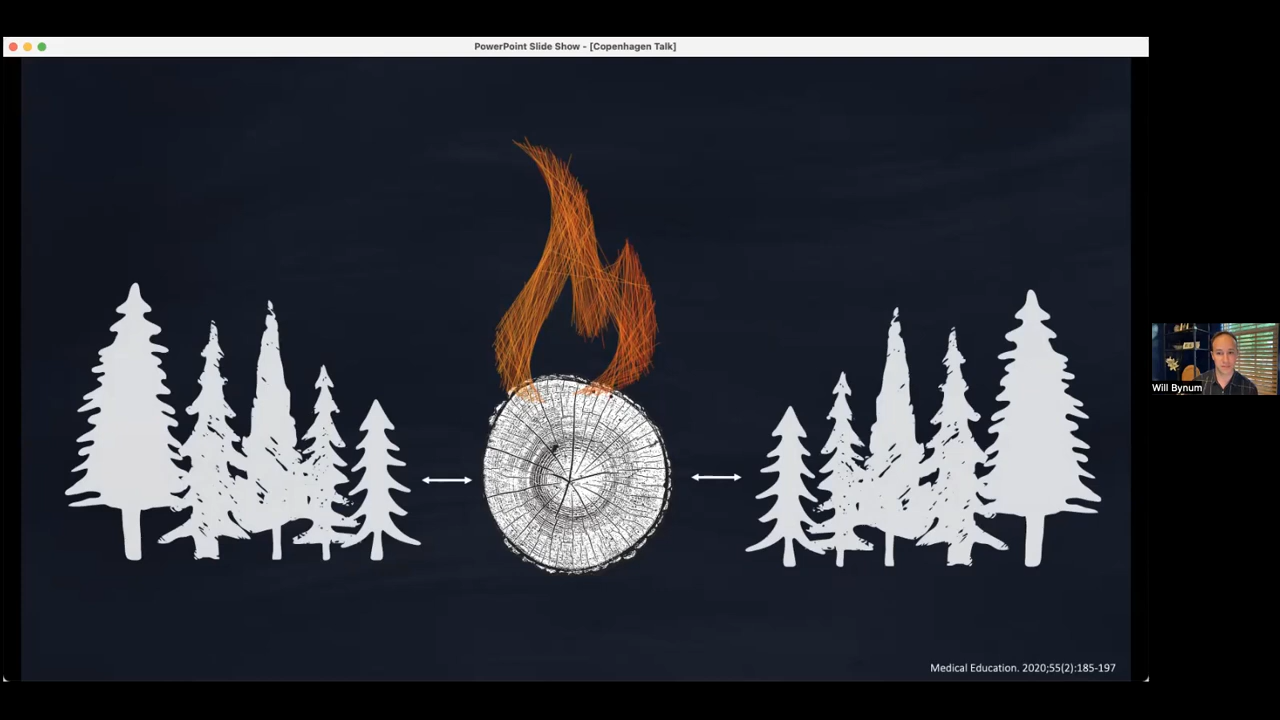 PowerPoint Slide Show - [Copenhagen Talk]
Will Bynum
Medical Education. 2020;55(2):185-197